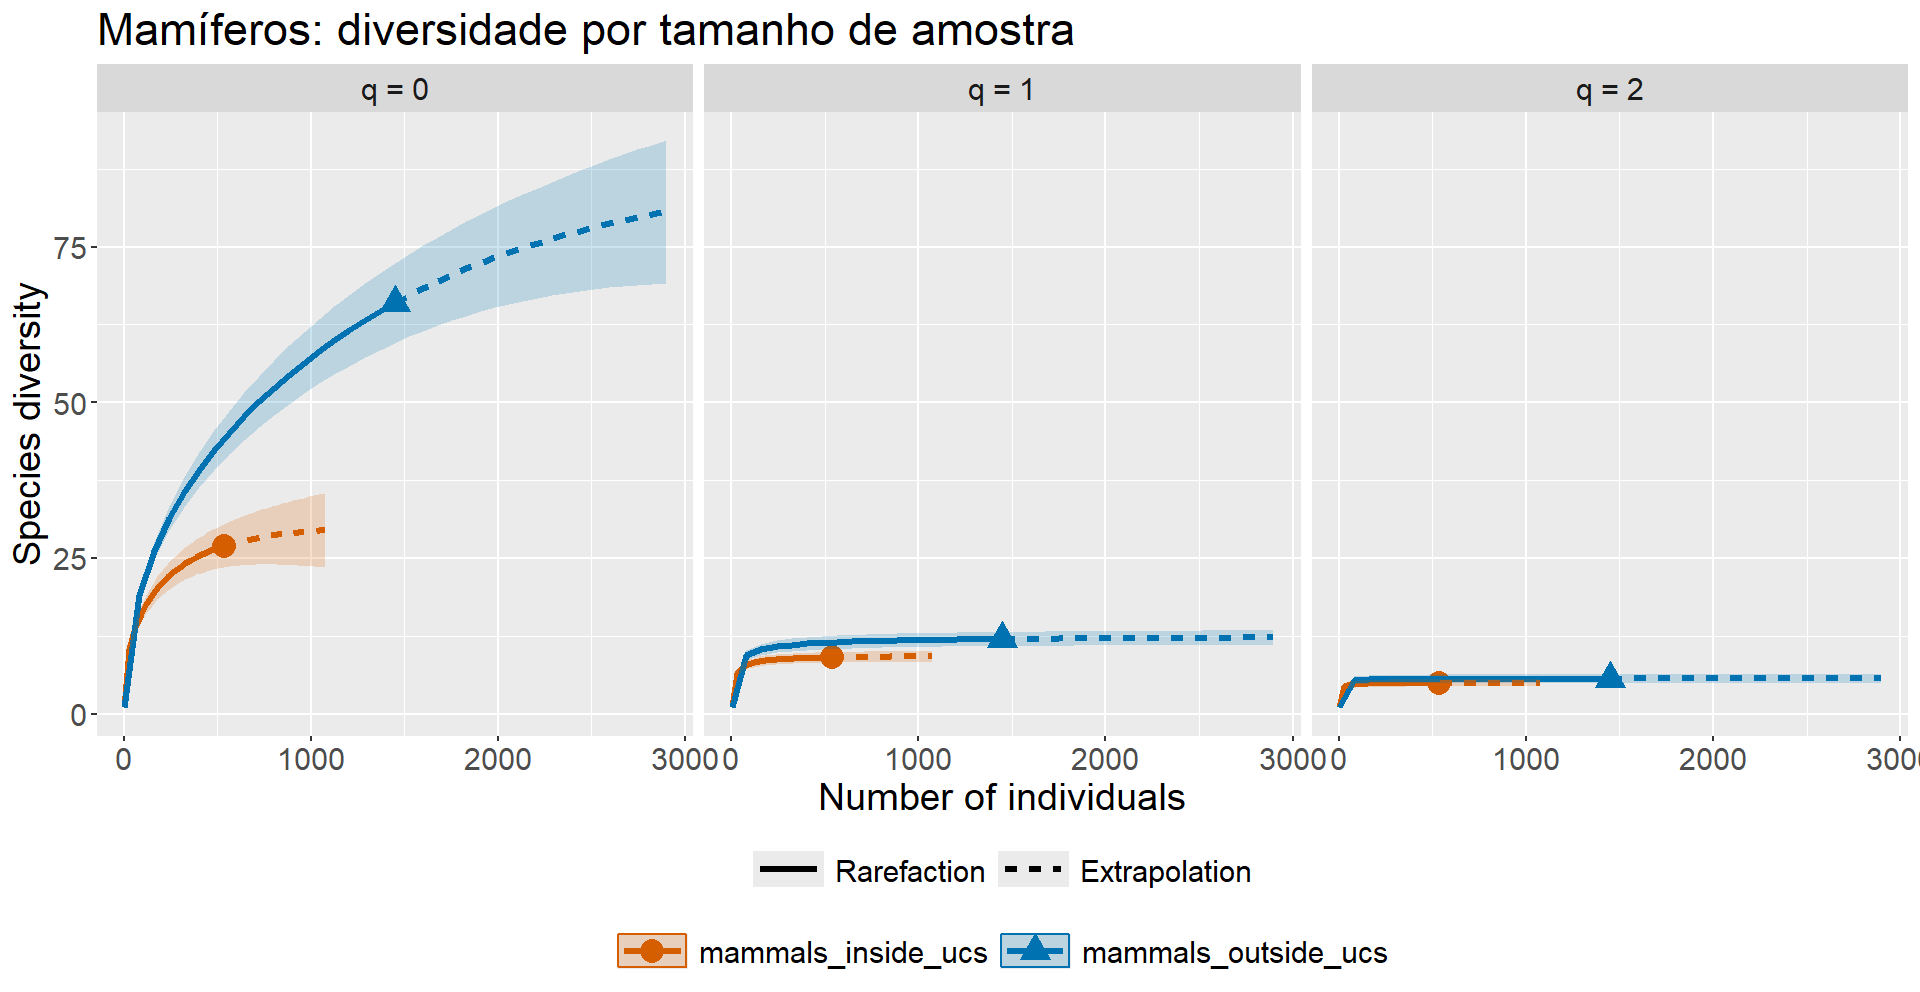 Mamíferos: diversidade por tamanho de amostra
q = 0
q = 1
q = 2
Species diversity
75
50
25
0
0 1000 2000 3000
0 1000 2000 3000
0 1000 2000 300
Number of individuals
Rarefaction Extrapolation
mammals_inside_ucs mammals_outside_ucs